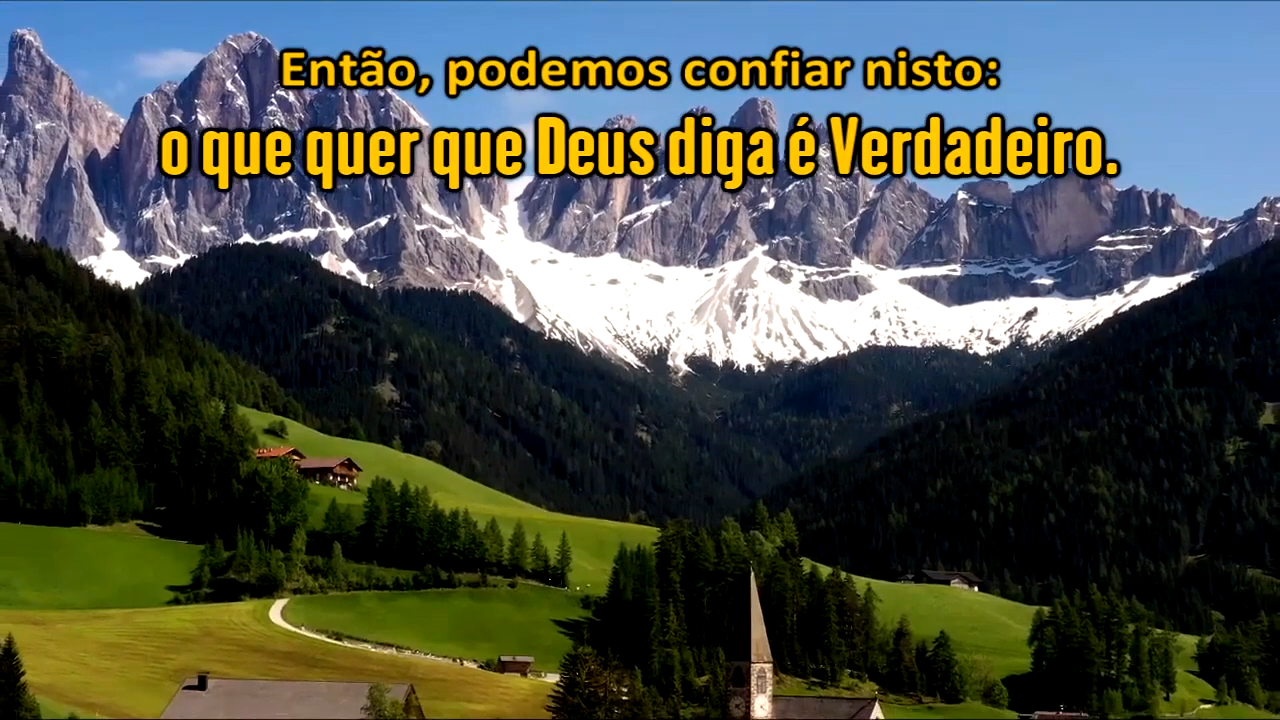 Então, podemos confiar nisto:
o que quer que Deus diga é Verdadeiro.